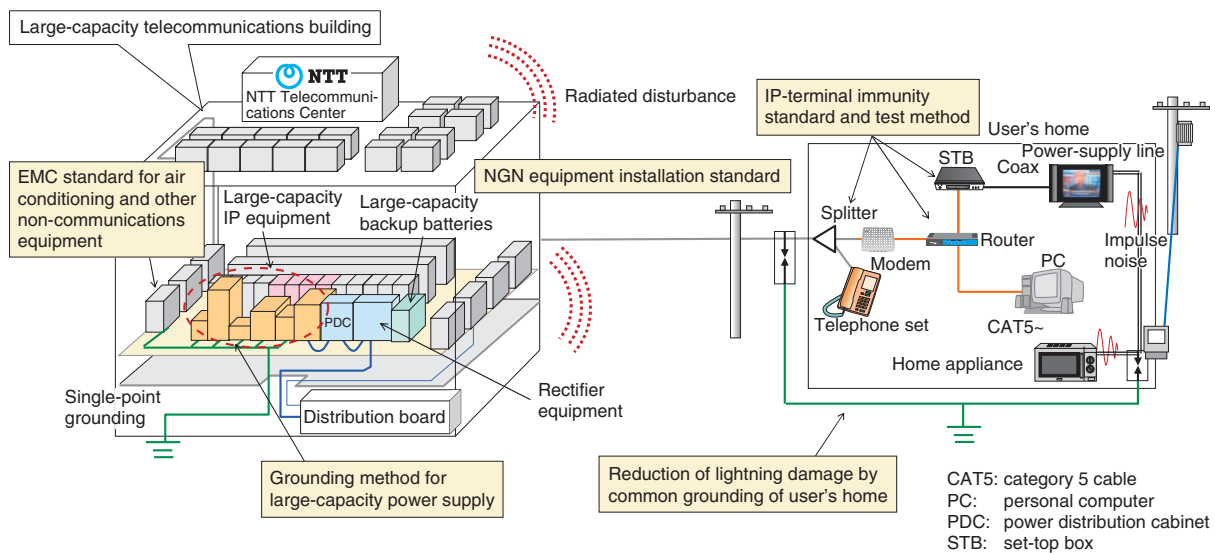 Large-capacity telecommunications building
NTT
NTT Telecommuni-
cations Center
Radiated disturbance
IP-terminal immunity
standard and test method
User's home
Power-supply line
STB
Coax
EMC standard for air
conditioning and other
non-communications
equipment
Large-capacity
IP equipment
Large-capacity
backup batteries
NGN equipment installation standard
Splitter
Modem
Router
Impulse
noise
PC
Telephone set
CAT5~
PDC
Home appliance
Single-point
grounding
Distribution board
Rectifier
equipment
Grounding method for
large-capacity power supply
Reduction of lightning damage by
common grounding of user's home
CAT5: category 5 cable
PC: personal computer
PDC: power distribution cabinet
STB: set-top box